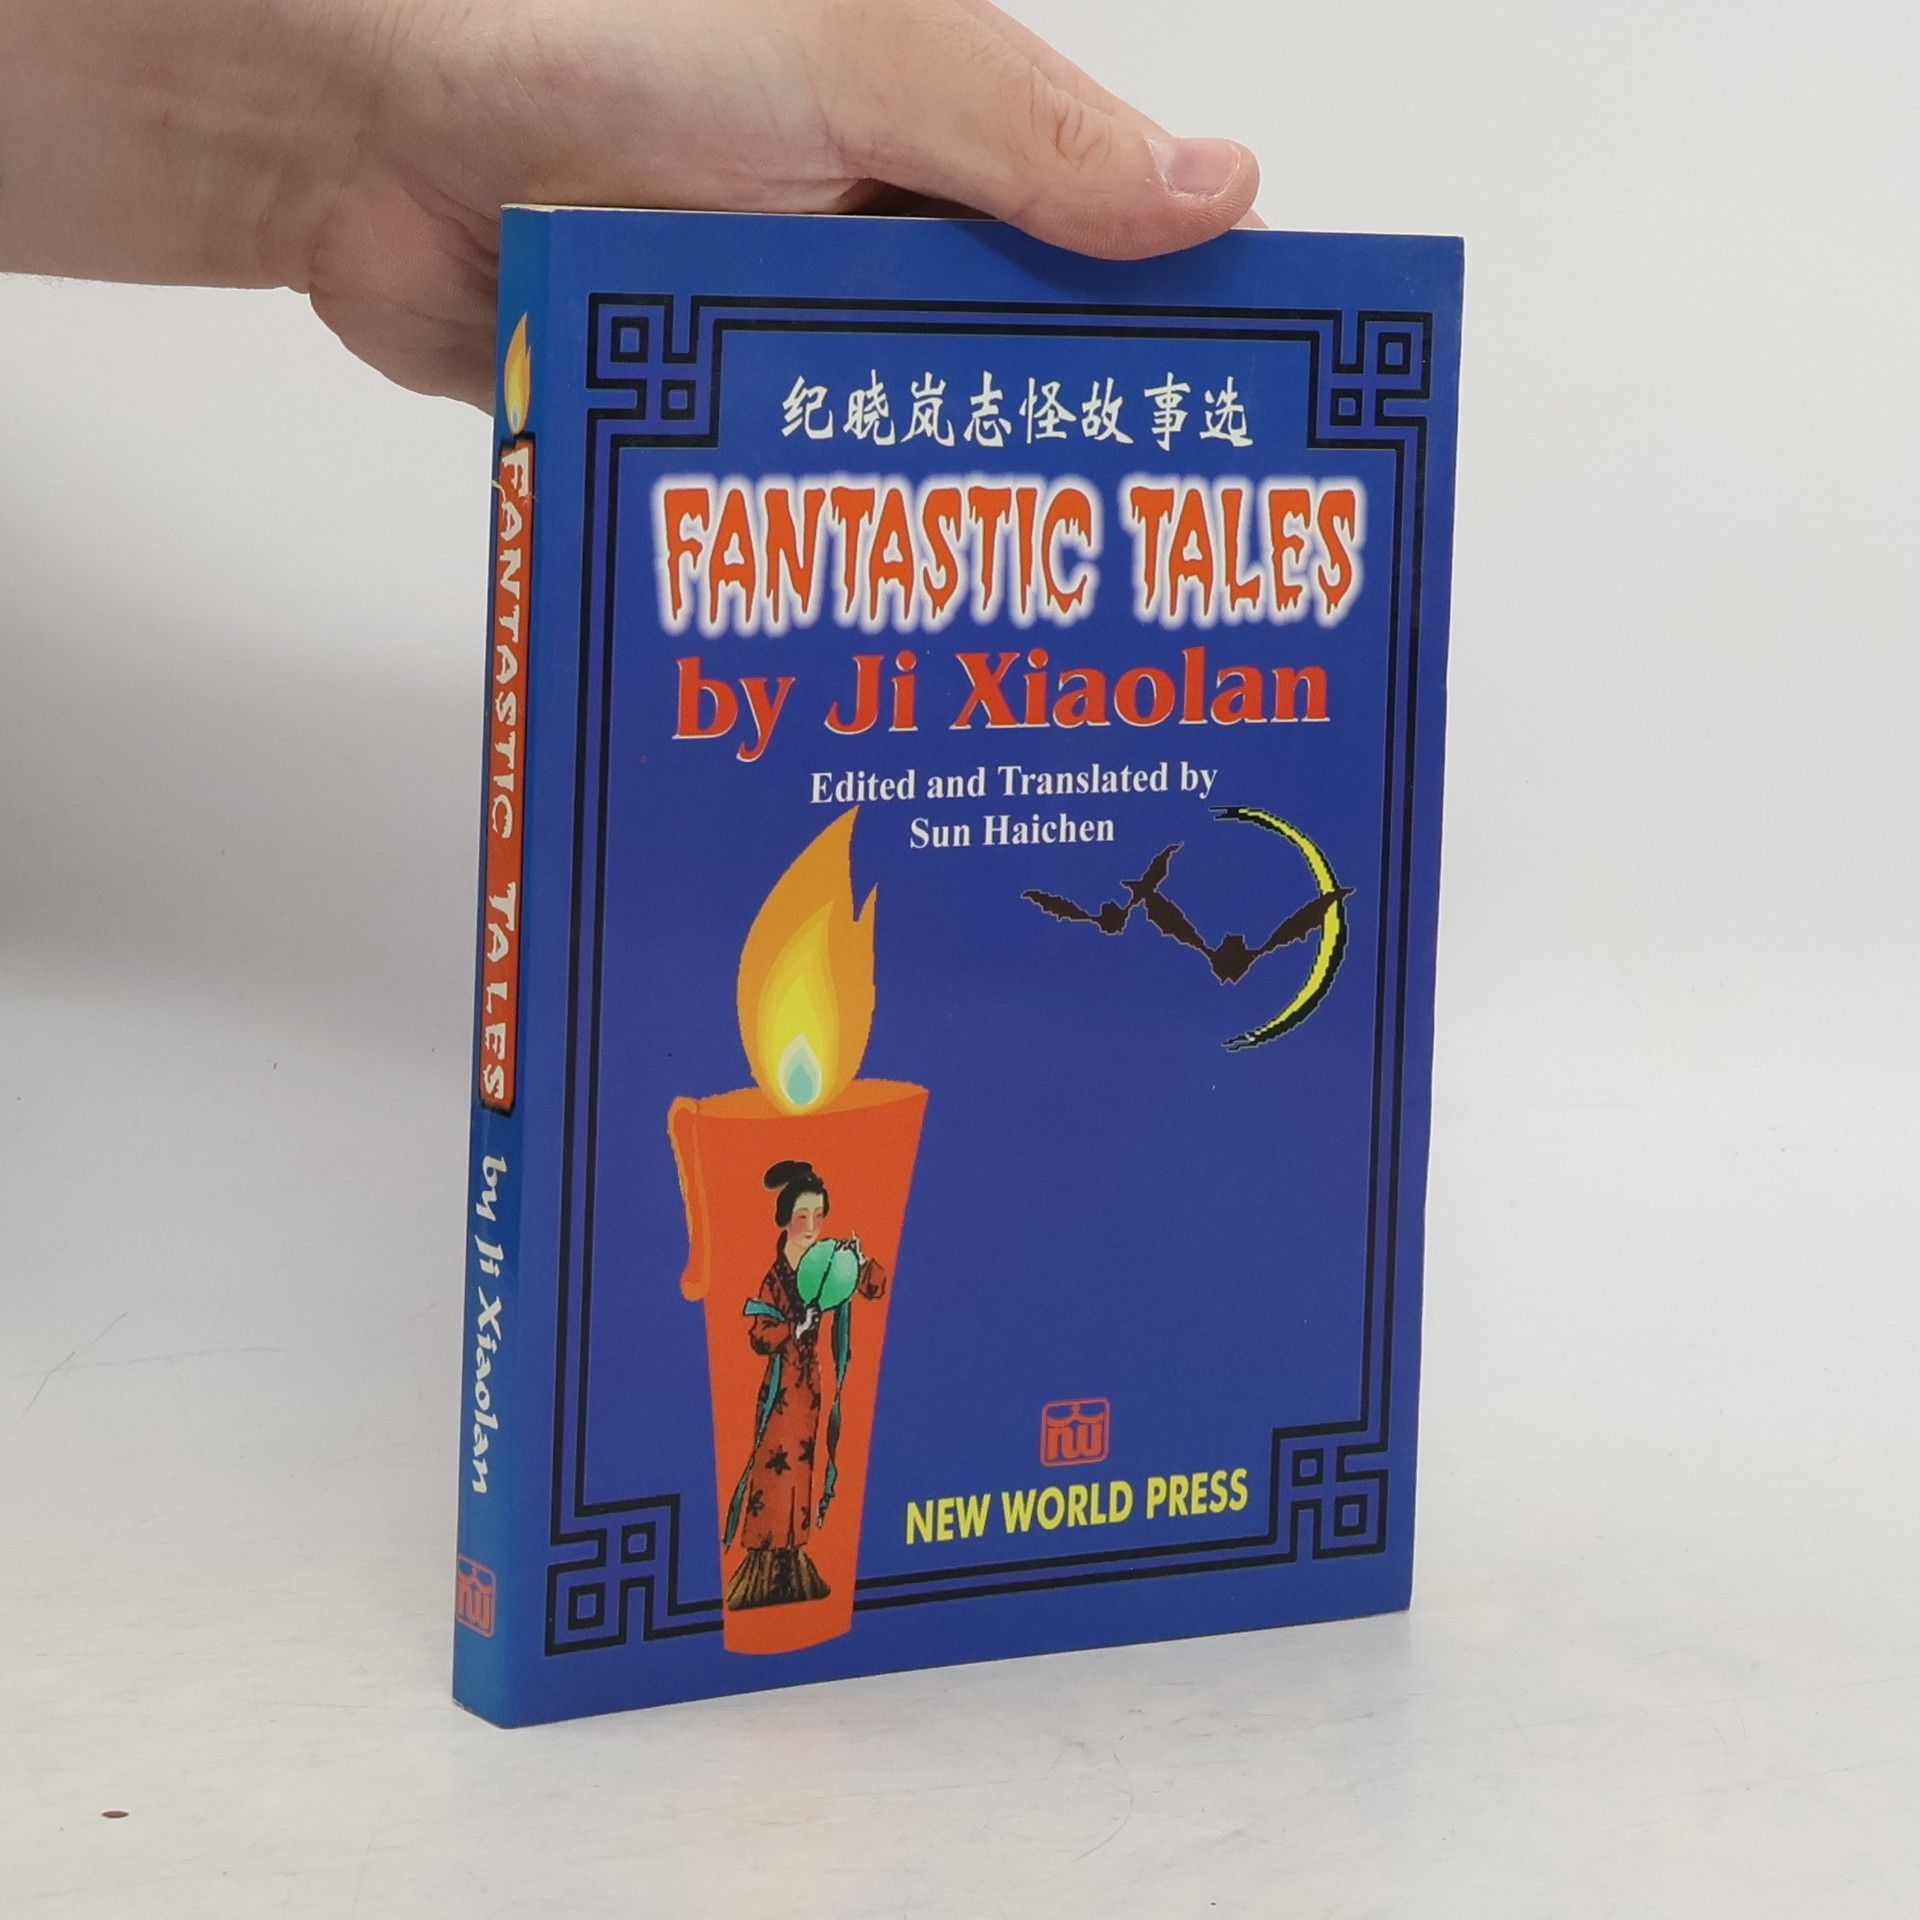 纪晓岚志怪故事选
FANTASTIC TALES
by Ji Xiaolan
Edited and Translated by
Sun Haichen
NEW WORLD PRESS
FANTASTIC TALES by Ji Xiaolan